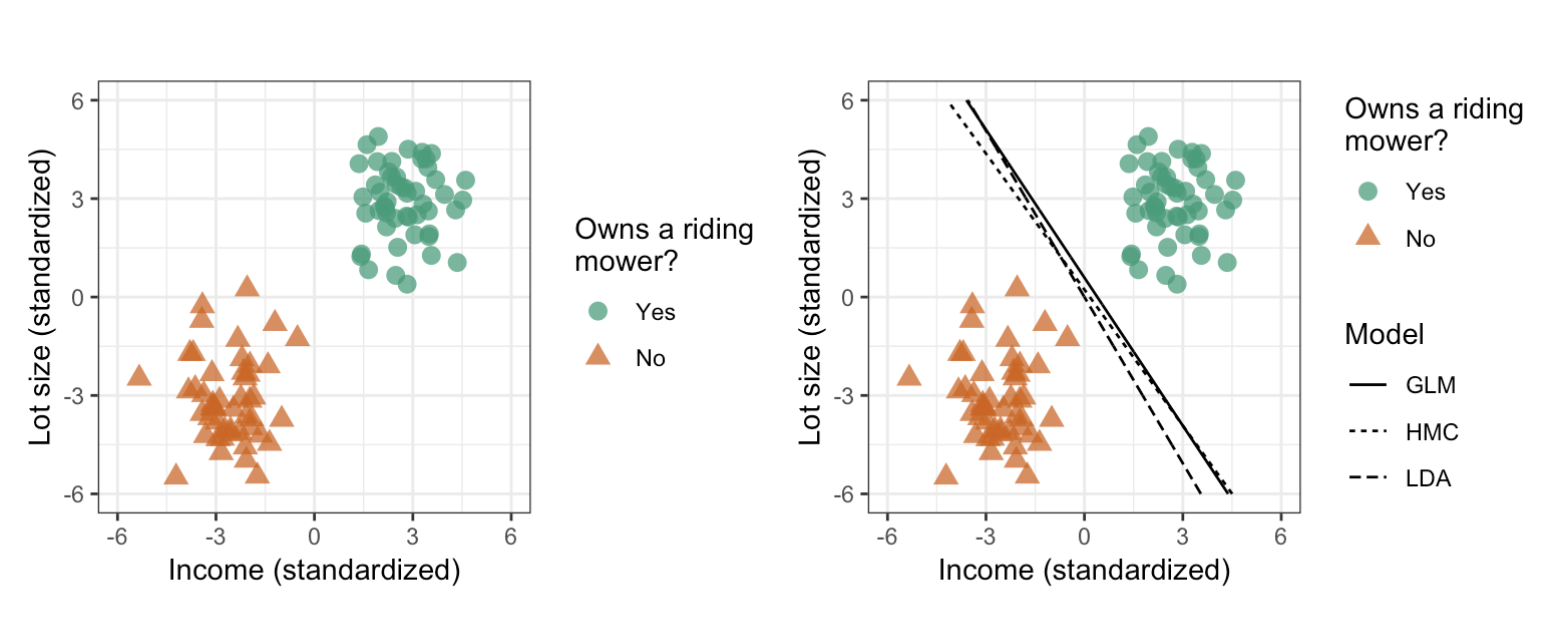 6
3
0
-3
-6
-6
-3
0
3
6
Lot size (standardized)
Income (standardized)
Owns a riding
mower?
Yes
No
6
3
0
-3
-6
-6
-3
0
3
6
Lot size (standardized)
Income (standardized)
Owns a riding
mower?
Yes
No
Model
GLM
HMC
LDA